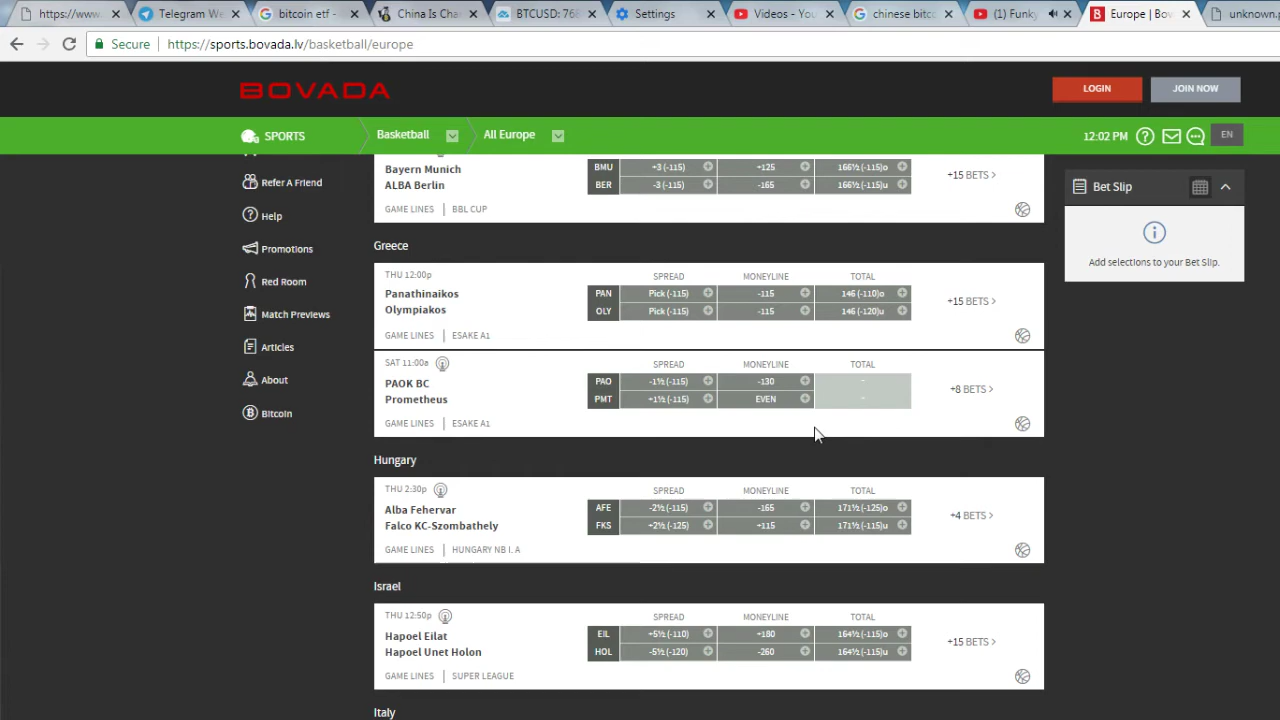 https://www.
Telegram We
bitcoin etf -
China Is Cha
BTCUSD: 768
Settings
Videos - You
chinese bitc
(1) Funky
Europe | Bov
unknown.p
Secure
https://sports.bovada.lv/basketball/europe
BOVADA
LOGIN
JOIN NOW
SPORTS
Basketball
All Europe
12:02 PM
EN
Refer A Friend
Help
Promotions
Red Room
Match Previews
Articles
About
Bitcoin
Bayern Munich
BMU +3 (-115) +125 166½ (-115)o
+15 BETS >
ALBA Berlin
BER -3 (-115) -165 166½ (-115)u
GAME LINES | BBL CUP
Greece
THU 12:00p
SPREAD MONEYLINE TOTAL
Panathinaikos
PAN Pick (-115) -115 146 (-110)o
+15 BETS >
Olympiakos
OLY Pick (-115) -115 146 (-120)u
GAME LINES | ESAKE A1
SAT 11:00a
SPREAD MONEYLINE TOTAL
PAOK BC
PAO -1½ (-115) -130 -
+8 BETS >
Prometheus
PMT +1½ (-115) EVEN -
GAME LINES | ESAKE A1
Hungary
THU 2:30p
SPREAD MONEYLINE TOTAL
Alba Fehervar
AFE -2½ (-115) -165 171½ (-125)o
+4 BETS >
Falco KC-Szombathely
FKS +2½ (-125) +115 171½ (-115)u
GAME LINES | HUNGARY NB I. A
Israel
THU 12:50p
SPREAD MONEYLINE TOTAL
Hapoel Eilat
EIL +5½ (-110) +180 164½ (-115)o
+15 BETS >
Hapoel Unet Holon
HOL -5½ (-120) -260 164½ (-115)u
GAME LINES | SUPER LEAGUE
Italy
Bet Slip
Add selections to your Bet Slip.